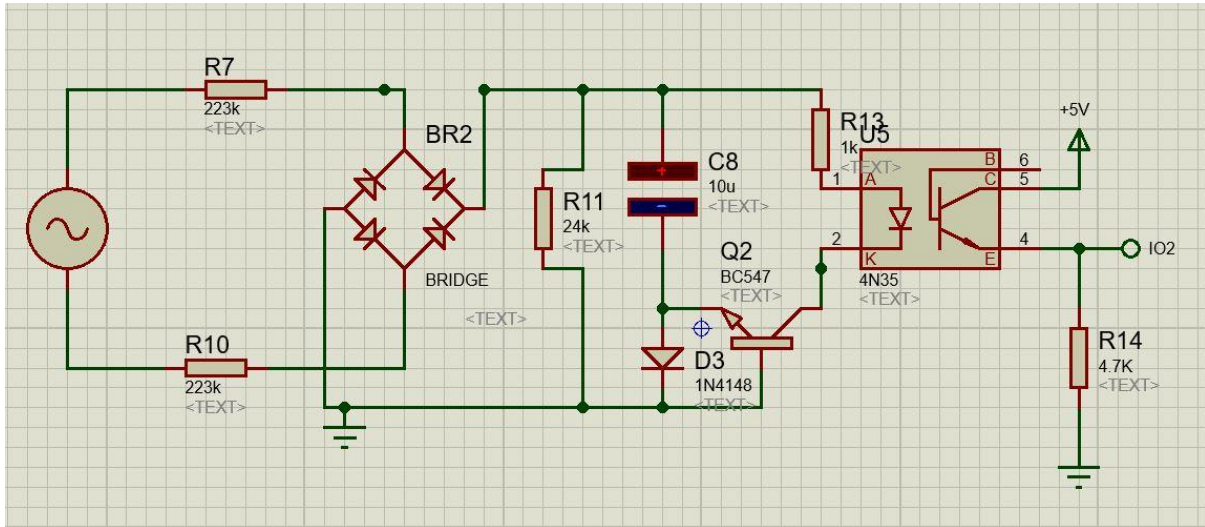 R7
223k
<TEXT>
BR2
BRIDGE
<TEXT>
R10
223k
<TEXT>
R11
24k
<TEXT>
C8
10u
<TEXT>
+
-
Q2
BC547
<TEXT>
D3
1N4148
<TEXT>
R13
1k
<TEXT>
U5
1
A
2
K
B
6
C
5
E
4
4N35
<TEXT>
+5V
IO2
R14
4.7K
<TEXT>